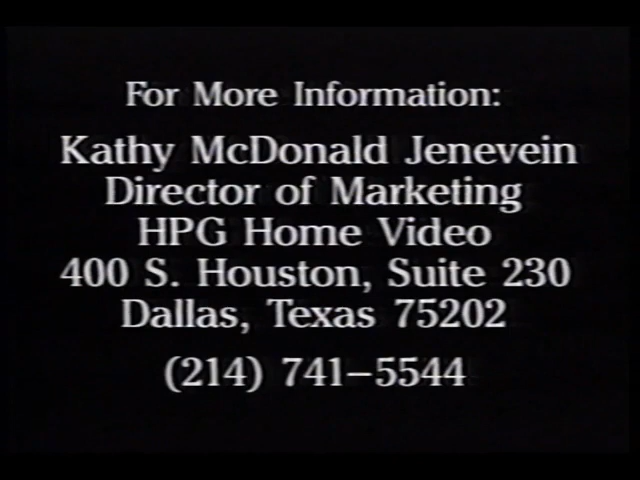 For More Information:
Kathy McDonald Jenevein
Director of Marketing
HPG Home Video
400 S. Houston, Suite 230
Dallas, Texas 75202
(214) 741–5544